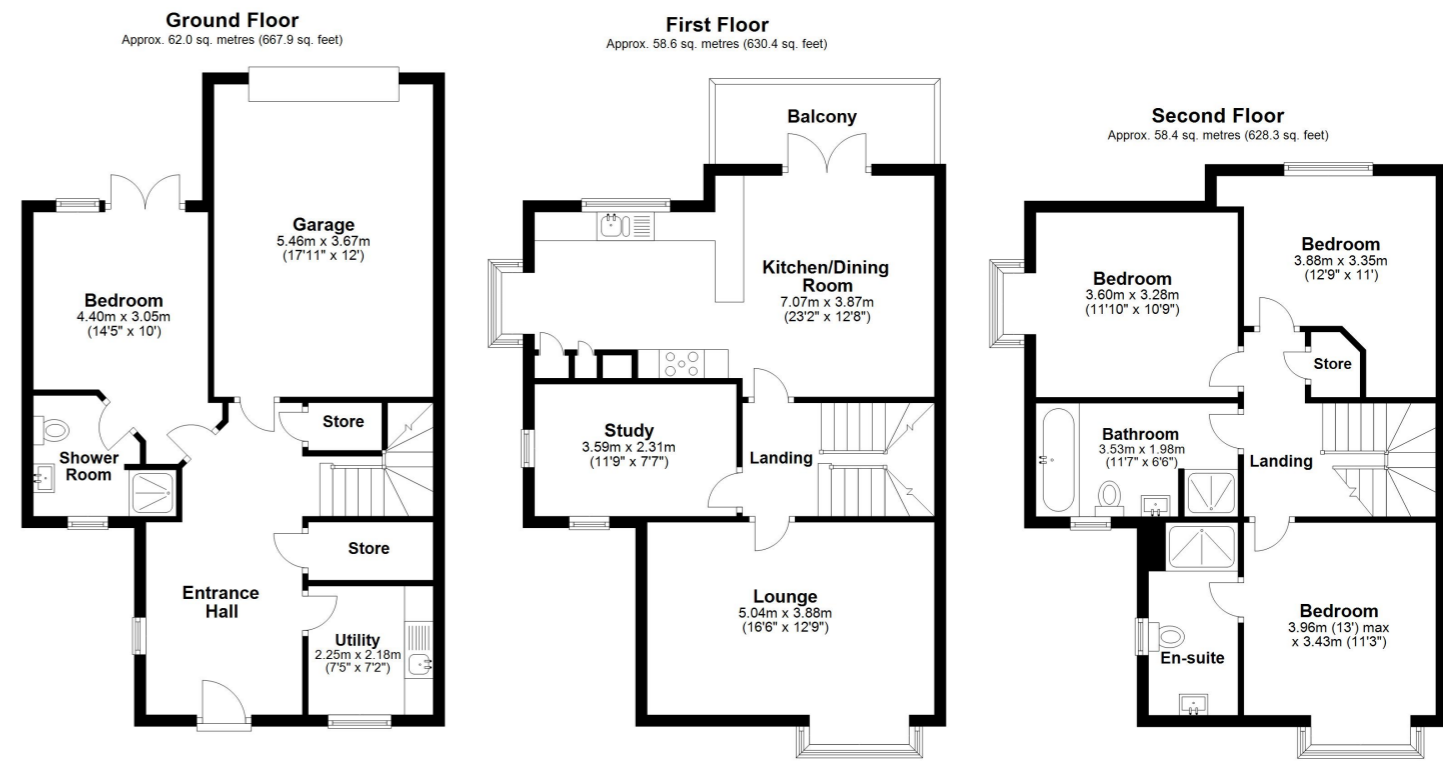 Ground Floor
Approx. 62.0 sq. metres (667.9 sq. feet)
Garage
5.46m x 3.67m
(17'11" x 12')
Bedroom
4.40m x 3.05m
(14'5" x 10')
Store
Shower
Room
Store
Entrance
Hall
Utility
2.25m x 2.18m
(7'5" x 7'2")
First Floor
Approx. 58.6 sq. metres (630.4 sq. feet)
Balcony
Kitchen/Dining
Room
7.07m x 3.87m
(23'2" x 12'8")
Study
3.59m x 2.31m
(11'9" x 7'7")
Landing
Lounge
5.04m x 3.88m
(16'6" x 12'9")
Second Floor
Approx. 58.4 sq. metres (628.3 sq. feet)
Bedroom
3.88m x 3.35m
(12'9" x 11')
Bedroom
3.60m x 3.28m
(11'10" x 10'9")
Store
Bathroom
3.53m x 1.98m
(11'7" x 6'6")
Landing
Bedroom
3.96m (13') max
x 3.43m (11'3")
En-suite